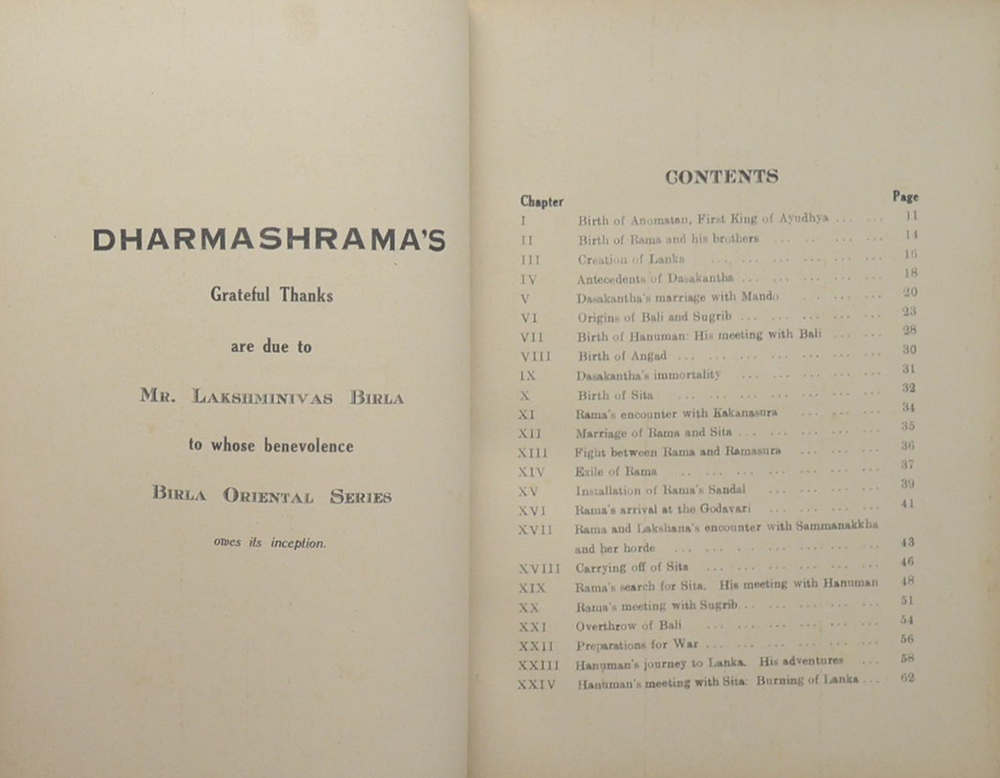 DHARMASHRAMA'S
Grateful Thanks
are due to
MR. LAKSHMINIVAS BIRLA
to whose benevolence
BIRLA ORIENTAL SERIES
owes its inception.
CONTENTS
Chapter Page
I Birth of Anomatan, First King of Ayudhya ... ... 11
II Birth of Rama and his brothers ... .. ... ... 14
III Creation of Lanka ... ... ... ... ... 16
IV Antecedents of Dasakantha ... ... ... ... ... 18
V Dasakantha's marriage with Mando ... ... ... 20
VI Origins of Bali and Sugrib ... ... ... ... ... 23
VII Birth of Hanuman: His meeting with Bali ... ... 28
VIII Birth of Angad ... ... ... ... ... ... ... 30
IX Dasakantha's immortality ... ... ... ... ... 31
X Birth of Sita ... ... ... ... ... ... ... 32
XI Rama's encounter with Kakanasura ... ... ... 34
XII Marriage of Rama and Sita ... ... ... ... ... 35
XIII Fight between Rama and Ramasura ... ... ... 36
XIV Exile of Rama .. ... ... ... ... ... ... 37
XV Installation of Rama's Sandal ... ... ... ... 39
XVI Rama's arrival at the Godavari ... ... ... ... 41
XVII Rama and Lakshana's encounter with Sammanakkha
and her horde ... ... ... ... ... ... ... 43
XVIII Carrying off of Sita ... ... ... ... ... ... 46
XIX Rama's search for Sita. His meeting with Hanuman 48
XX Rama's meeting with Sugrib... ... ... ... ... 51
XXI Overthrow of Bali ... ... ... ... ... ... 54
XXII Preparations for War ... ... ... ... ... ... 56
XXIII Hanuman's journey to Lanka. His adventures ... 58
XXIV Hanuman's meeting with Sita: Burning of Lanka ... 62